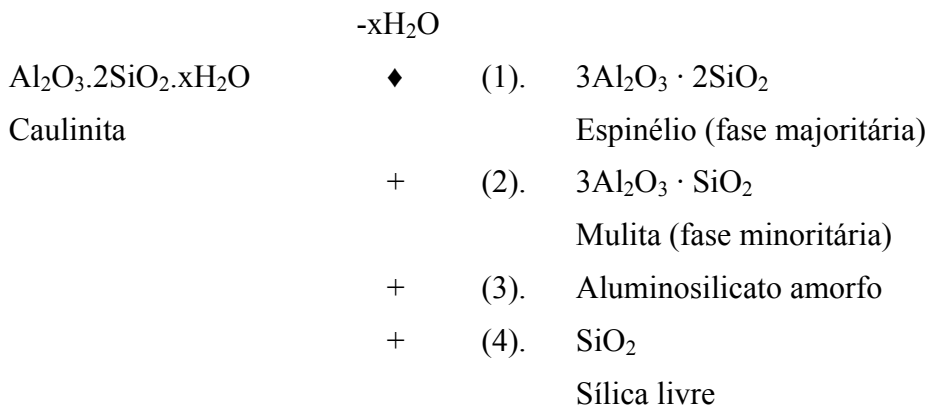 -xH₂O
Al₂O₃.2SiO₂.xH₂O ♦ (1). 3Al₂O₃ · 2SiO₂
Caulinita Espinélio (fase majoritária)
+ (2). 3Al₂O₃ · SiO₂
Mulita (fase minoritária)
+ (3). Aluminosilicato amorfo
+ (4). SiO₂
Sílica livre